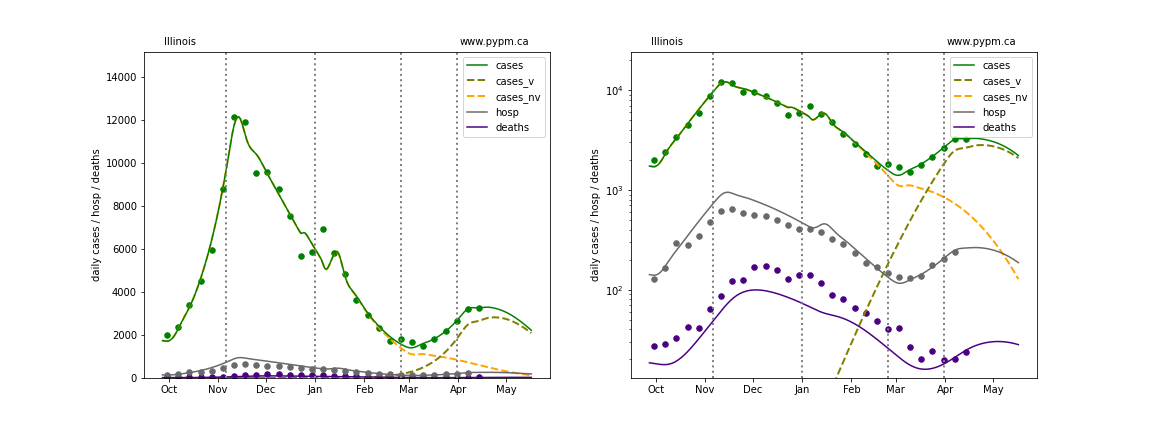 Illinois www.pypm.ca
14000
12000
10000
8000
6000
4000
2000
0
daily cases / hosp / deaths
cases
cases_v
cases_nv
hosp
deaths
Oct Nov Dec Jan Feb Mar Apr May
Illinois www.pypm.ca
10⁴
10³
10²
daily cases / hosp / deaths
cases
cases_v
cases_nv
hosp
deaths
Oct Nov Dec Jan Feb Mar Apr May